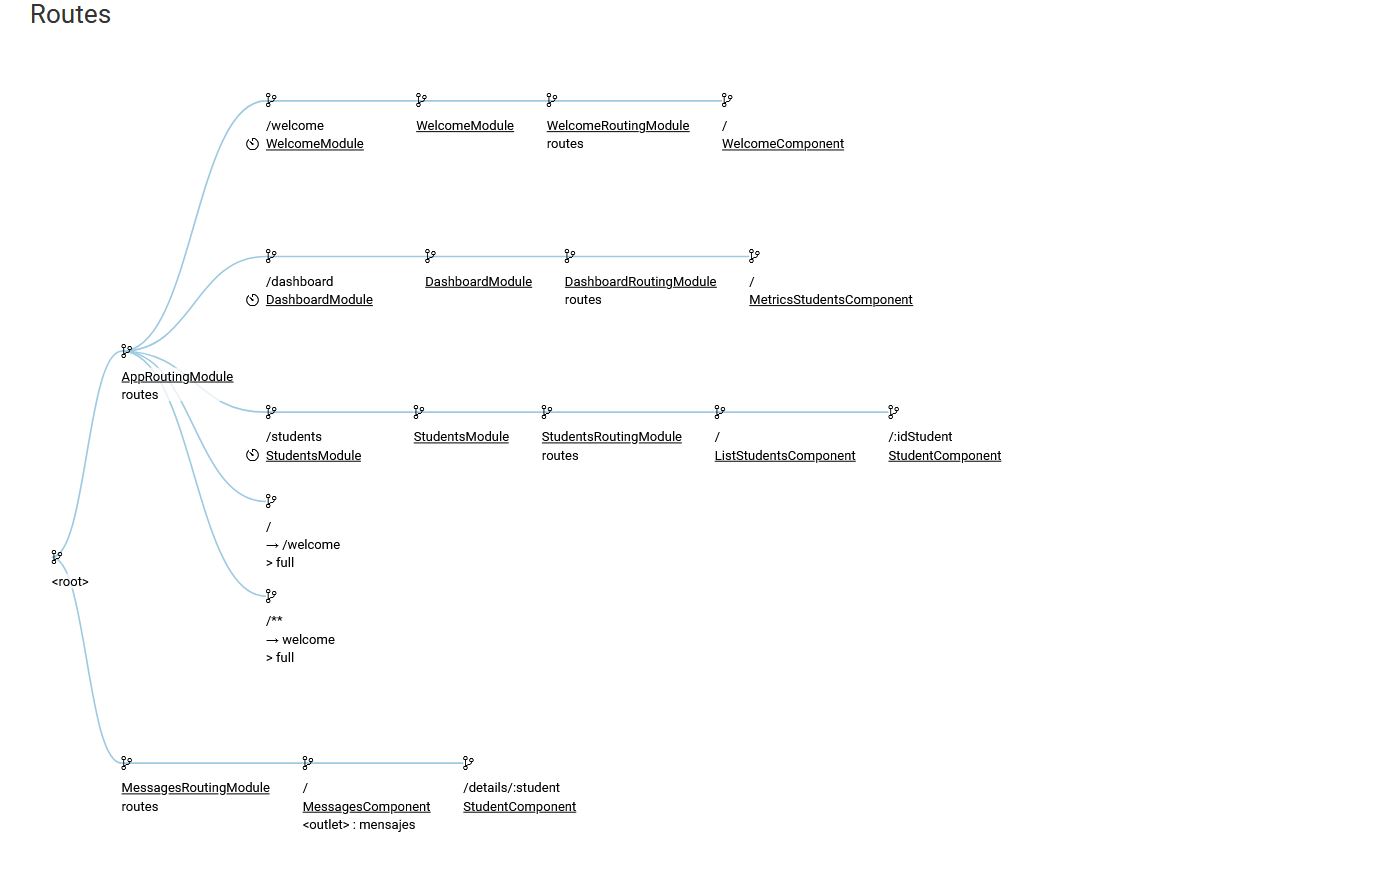 Routes
/welcome
WelcomeModule
WelcomeModule
WelcomeRoutingModule
routes
/
WelcomeComponent
/dashboard
DashboardModule
DashboardModule
DashboardRoutingModule
routes
/
MetricsStudentsComponent
AppRoutingModule
routes
/students
StudentsModule
StudentsModule
StudentsRoutingModule
routes
/
ListStudentsComponent
/:idStudent
StudentComponent
/
→ /welcome
> full
<root>
/**
→ welcome
> full
MessagesRoutingModule
routes
/
MessagesComponent
<outlet> : mensajes
/details/:student
StudentComponent